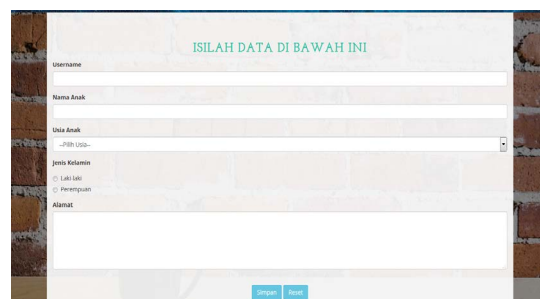 ISILAH DATA DI BAWAH INI
Username
Nama Anak
Usia Anak
--Pilih Usia--
Jenis Kelamin
Laki laki
Perempuan
Alamat
Simpan Reset